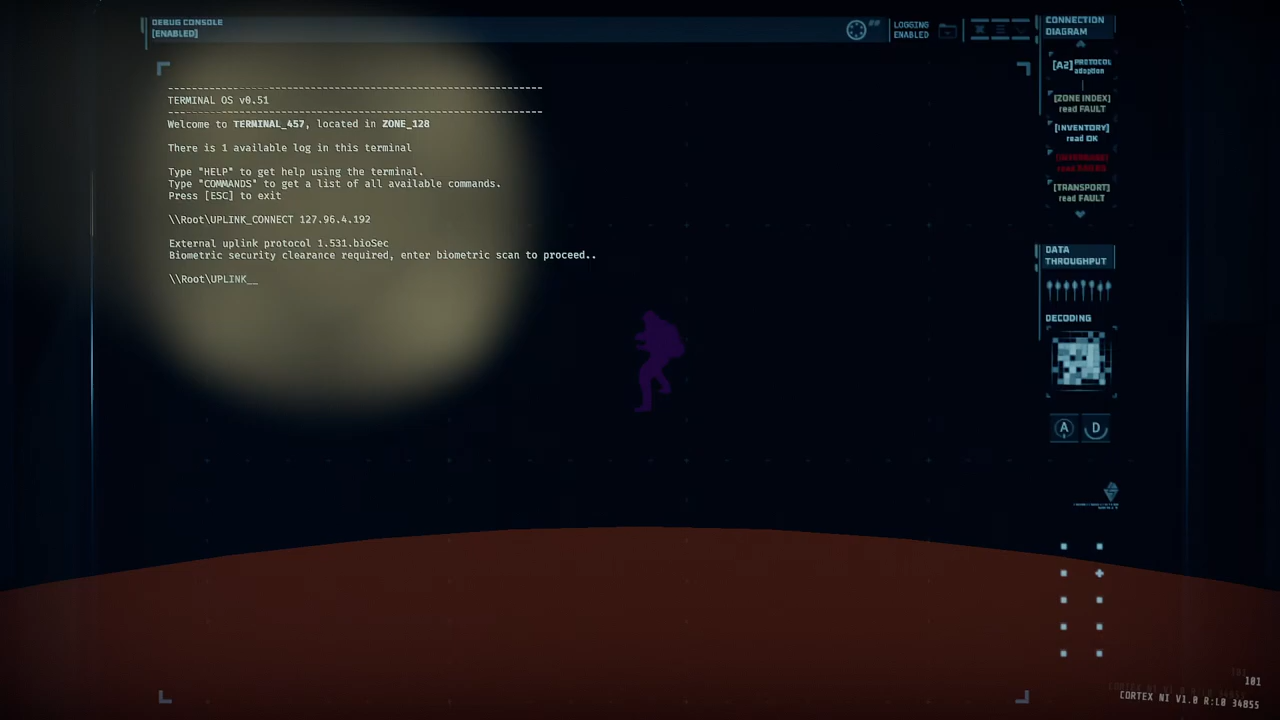 DEBUG CONSOLE
[ENABLED]
LOGGING
ENABLED
------------------------------------------------------
TERMINAL OS v0.51
------------------------------------------------------
Welcome to TERMINAL_457, located in ZONE_128
There is 1 available log in this terminal
Type "HELP" to get help using the terminal.
Type "COMMANDS" to get a list of all available commands.
Press [ESC] to exit
\\Root\UPLINK_CONNECT 127.96.4.192
External uplink protocol 1.531.bioSec
Biometric security clearance required, enter biometric scan to proceed..
\\Root\UPLINK__
CONNECTION
DIAGRAM
[A2] PROTOCOL
adoption
[ZONE INDEX]
read FAULT
[INVENTORY]
read OK
read
[TRANSPORT]
read FAULT
DATA
THROUGHPUT
DECODING
A D
101
CORTEX NI V1.0 R:L0 34855